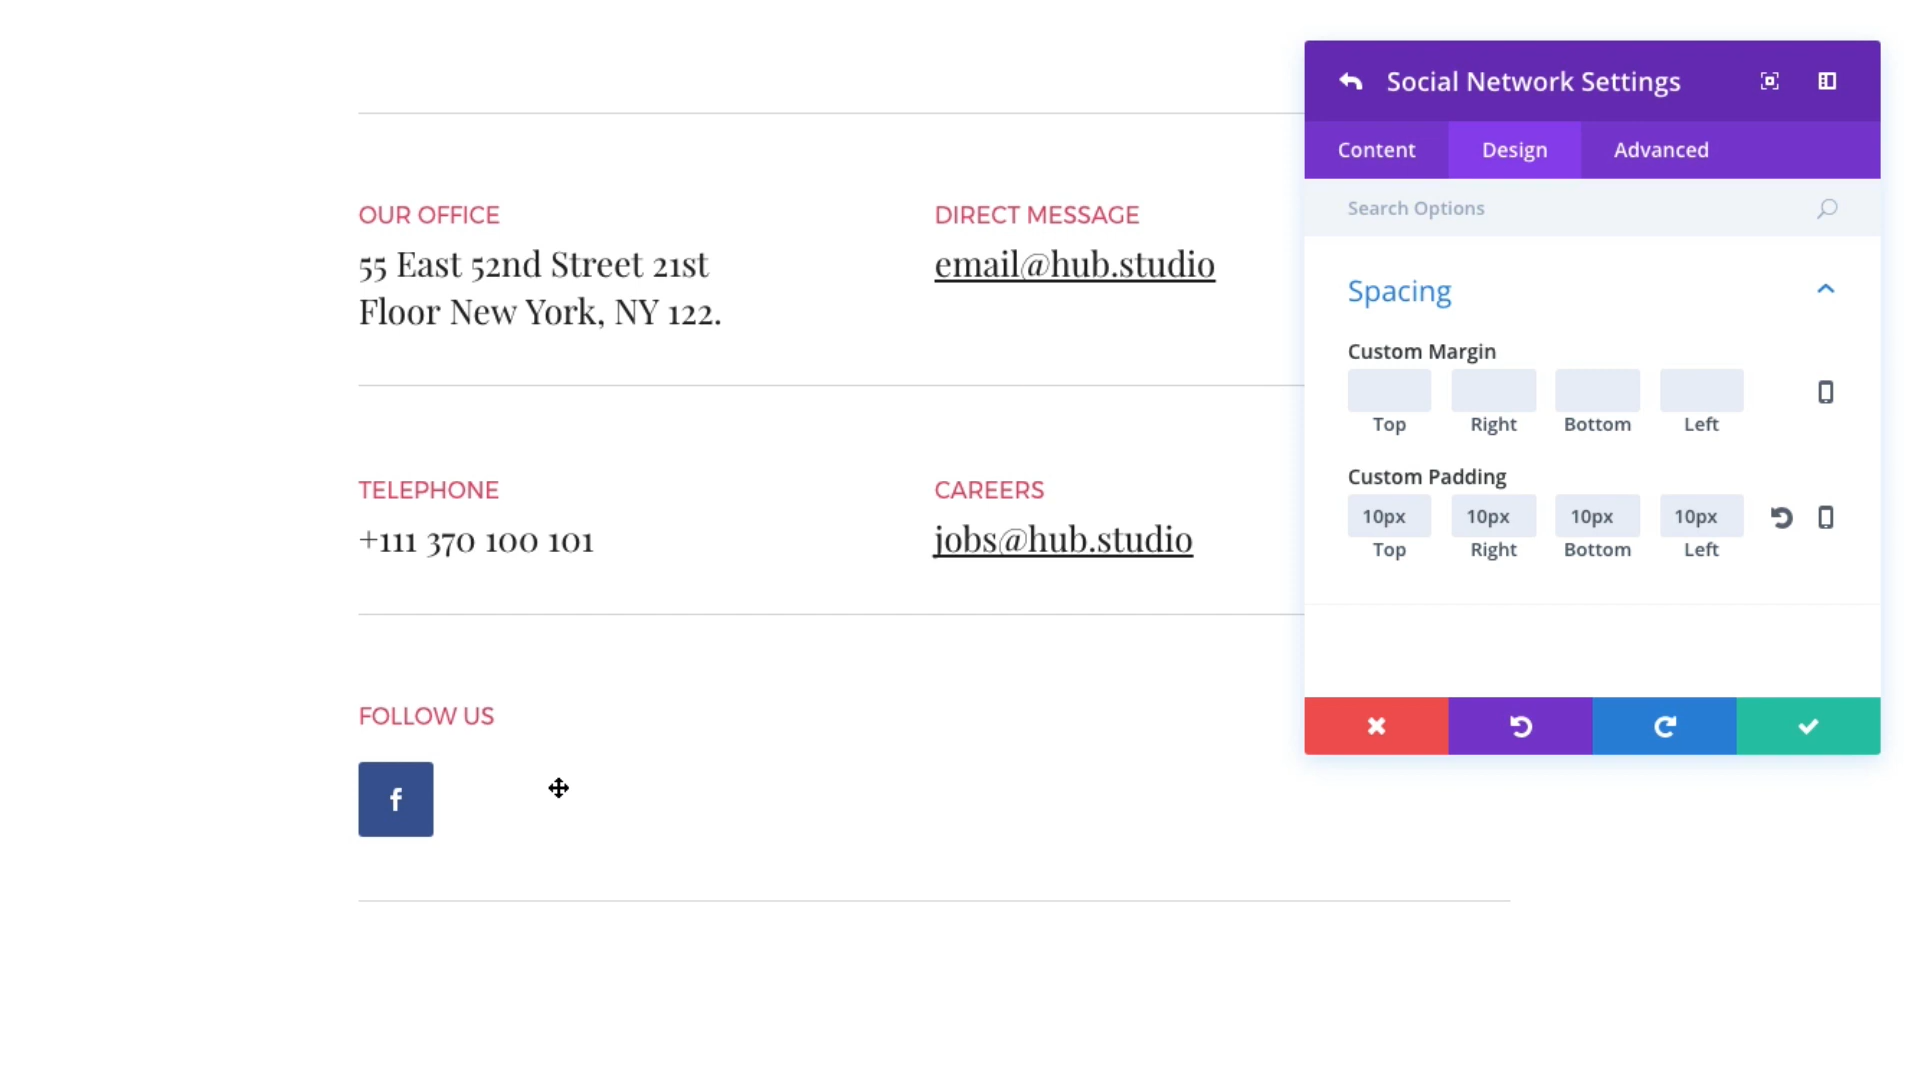 OUR OFFICE
55 East 52nd Street 21st
Floor New York, NY 122.
DIRECT MESSAGE
email@hub.studio
TELEPHONE
+111 370 100 101
CAREERS
jobs@hub.studio
FOLLOW US
f
Social Network Settings
Content Design Advanced
Search Options
Spacing
Custom Margin
Top Right Bottom Left
Custom Padding
10px 10px 10px 10px
Top Right Bottom Left